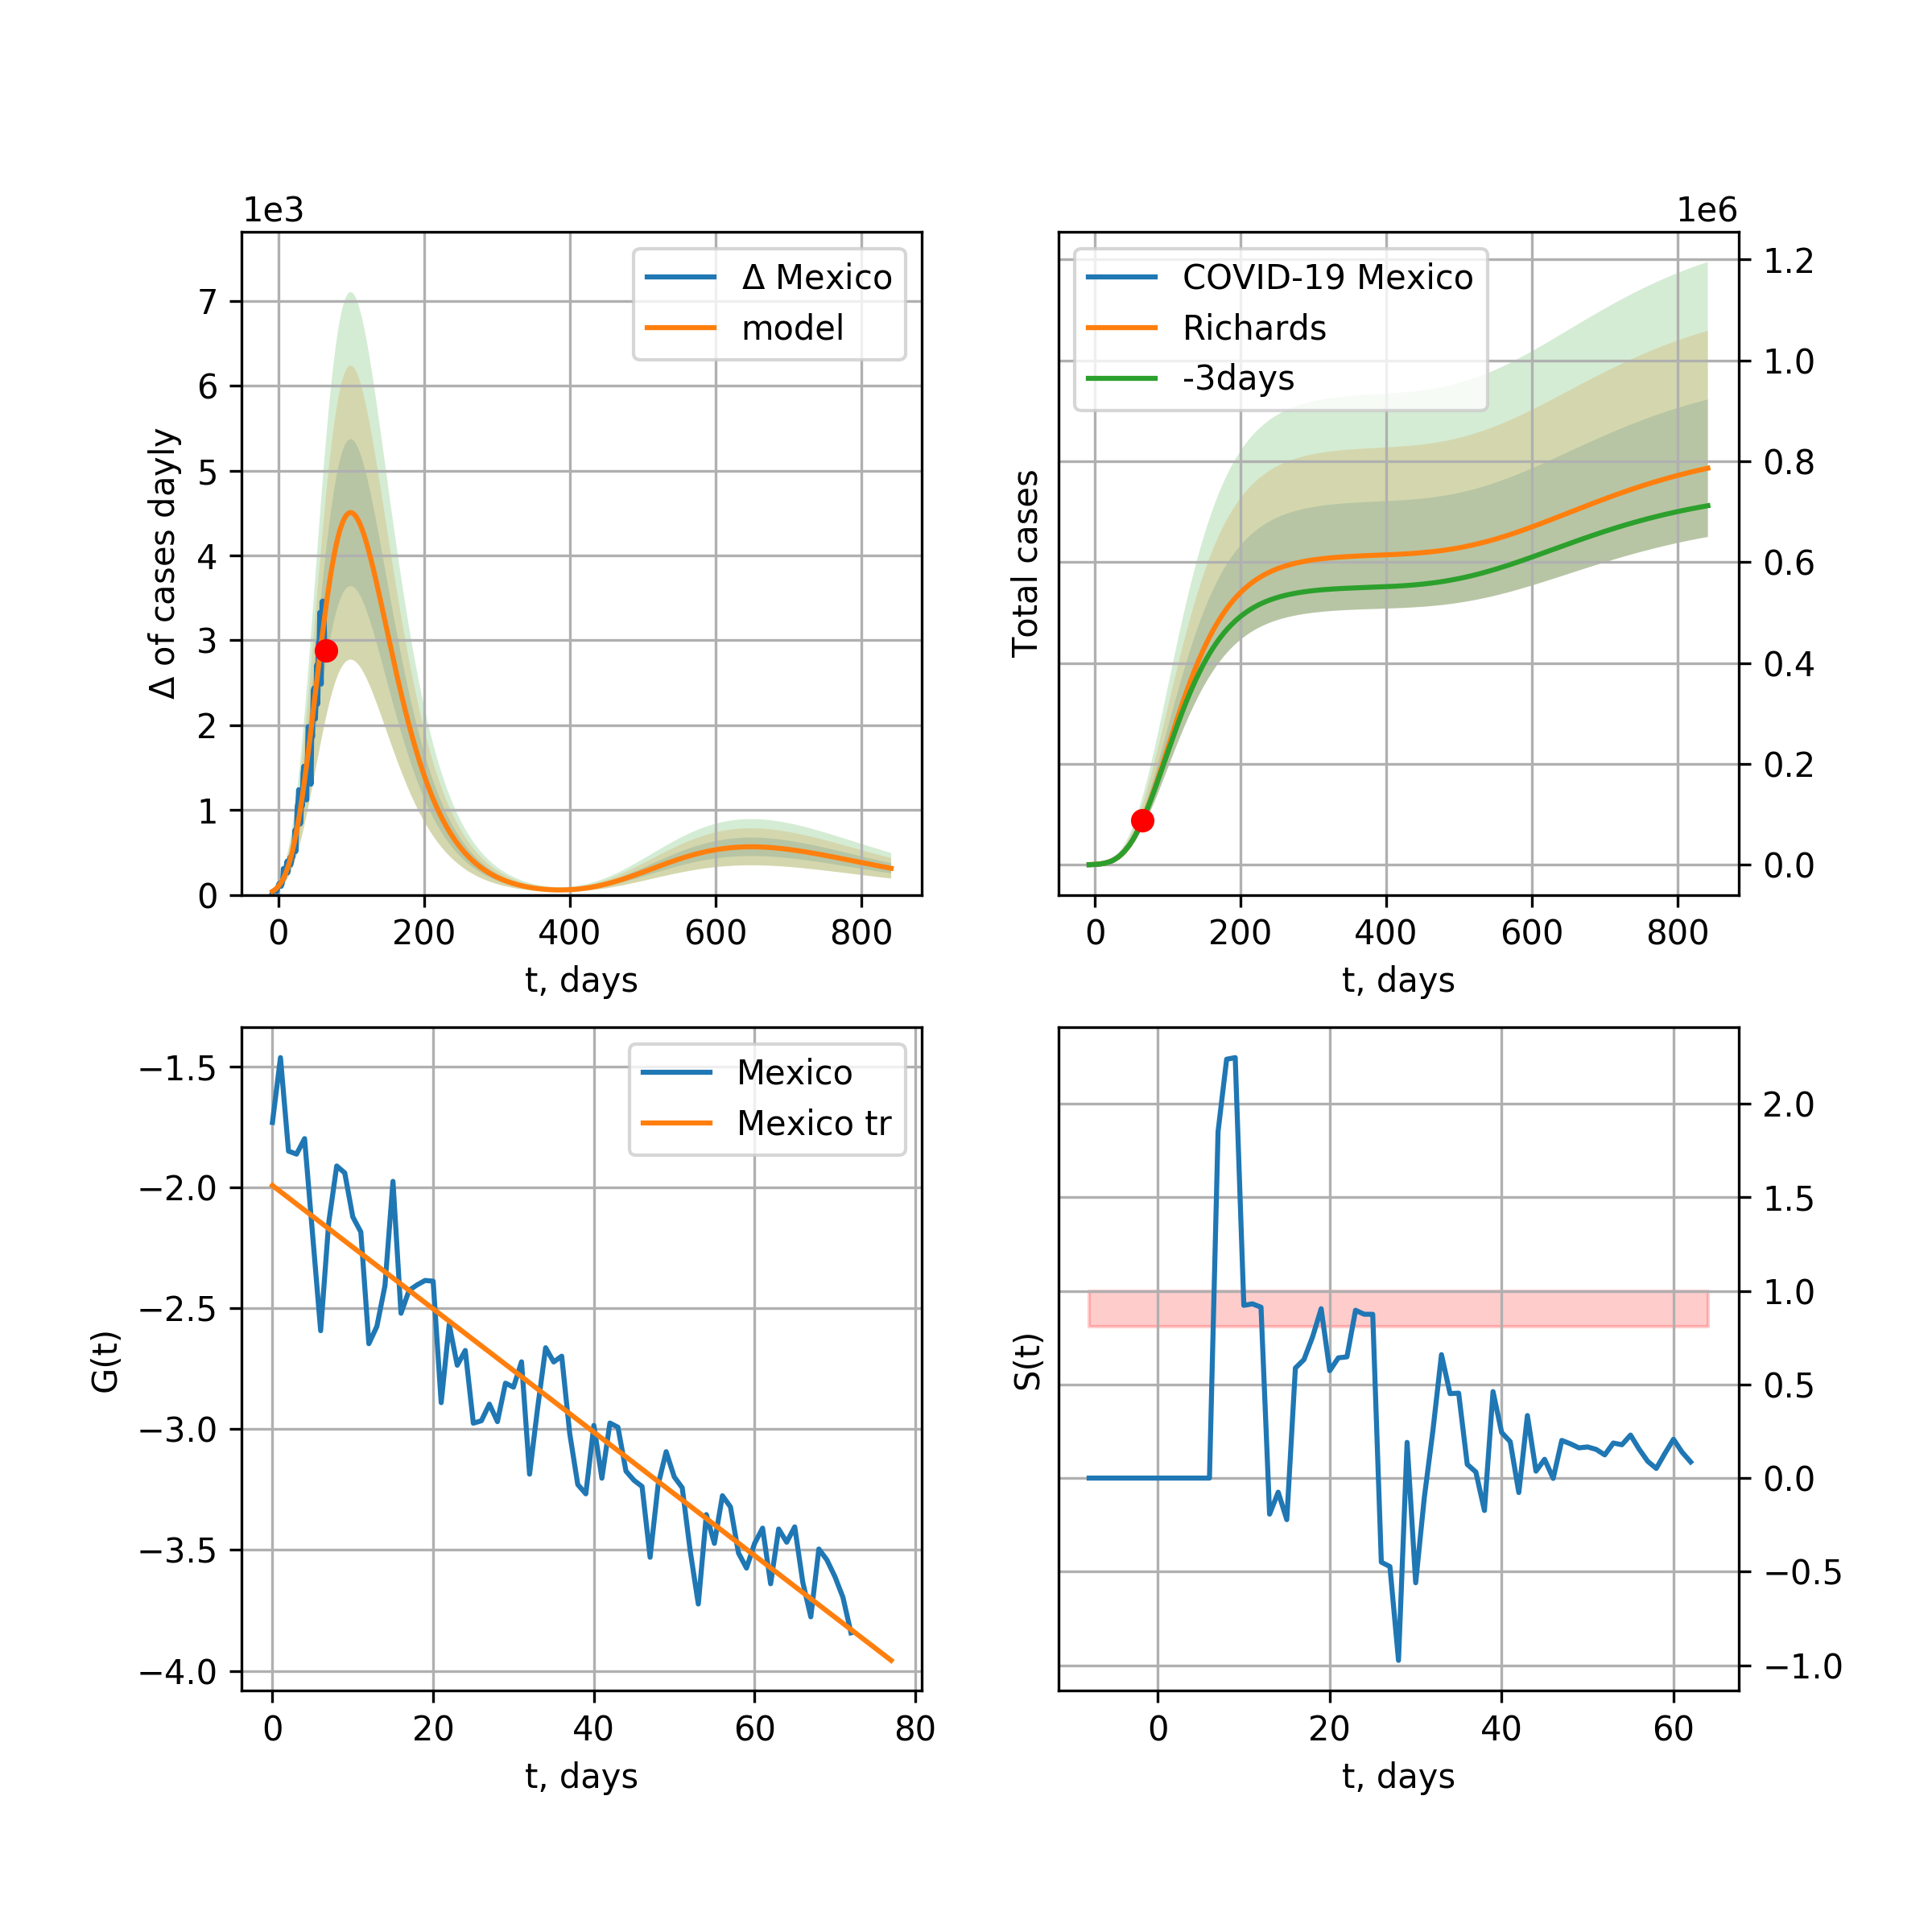 1e3
Δ Mexico
model
7
6
5
4
3
2
1
0
Δ of cases dayly
0 200 400 600 800
t, days
1e6
COVID-19 Mexico
Richards
-3days
1.2
1.0
0.8
0.6
0.4
0.2
0.0
Total cases
0 200 400 600 800
t, days
Mexico
Mexico tr
−1.5
−2.0
−2.5
−3.0
−3.5
−4.0
G(t)
0 20 40 60 80
t, days
2.0
1.5
1.0
0.5
0.0
−0.5
−1.0
S(t)
0 20 40 60
t, days